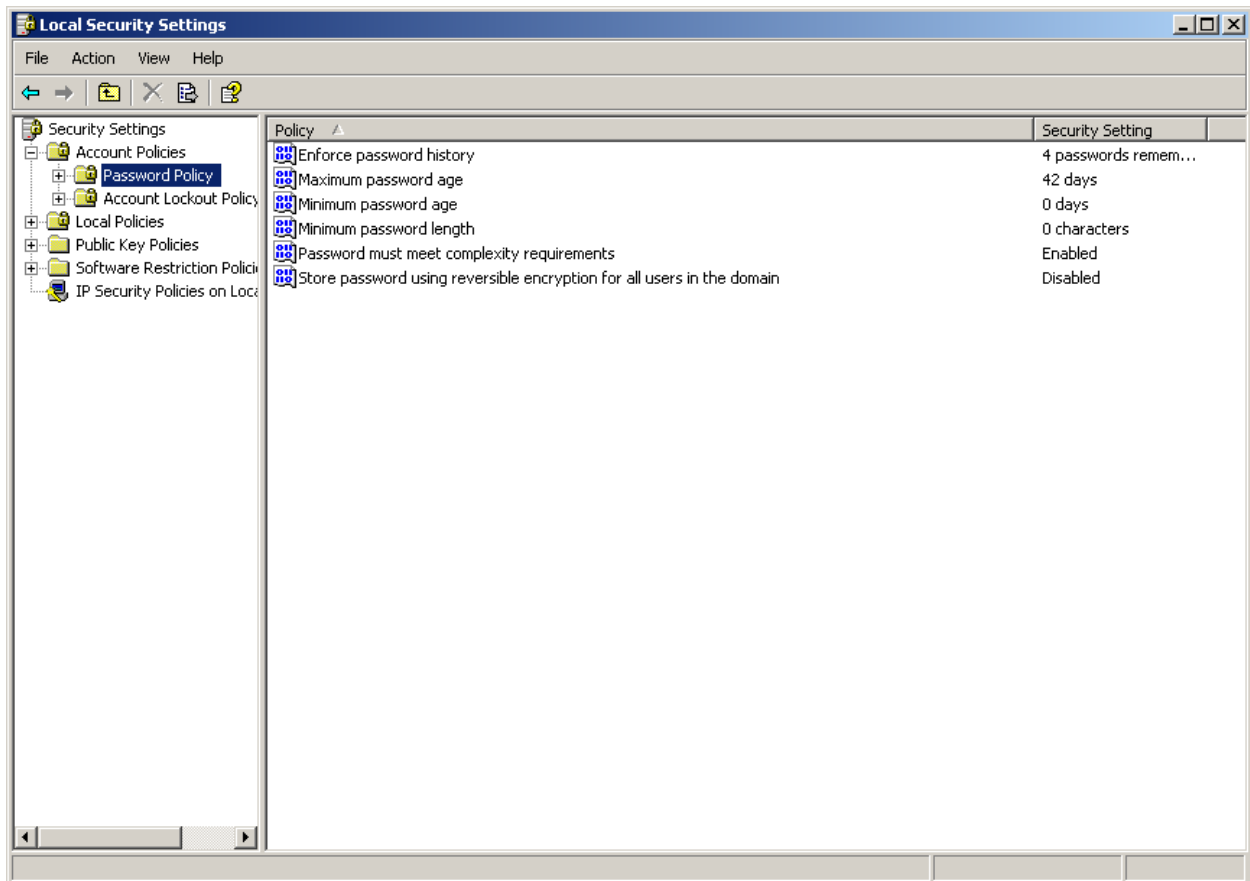 Local Security Settings
File Action View Help
Security Settings
Account Policies
Password Policy
Account Lockout Policy
Local Policies
Public Key Policies
Software Restriction Polici
IP Security Policies on Loca
Policy Security Setting
Enforce password history 4 passwords remem...
Maximum password age 42 days
Minimum password age 0 days
Minimum password length 0 characters
Password must meet complexity requirements Enabled
Store password using reversible encryption for all users in the domain Disabled